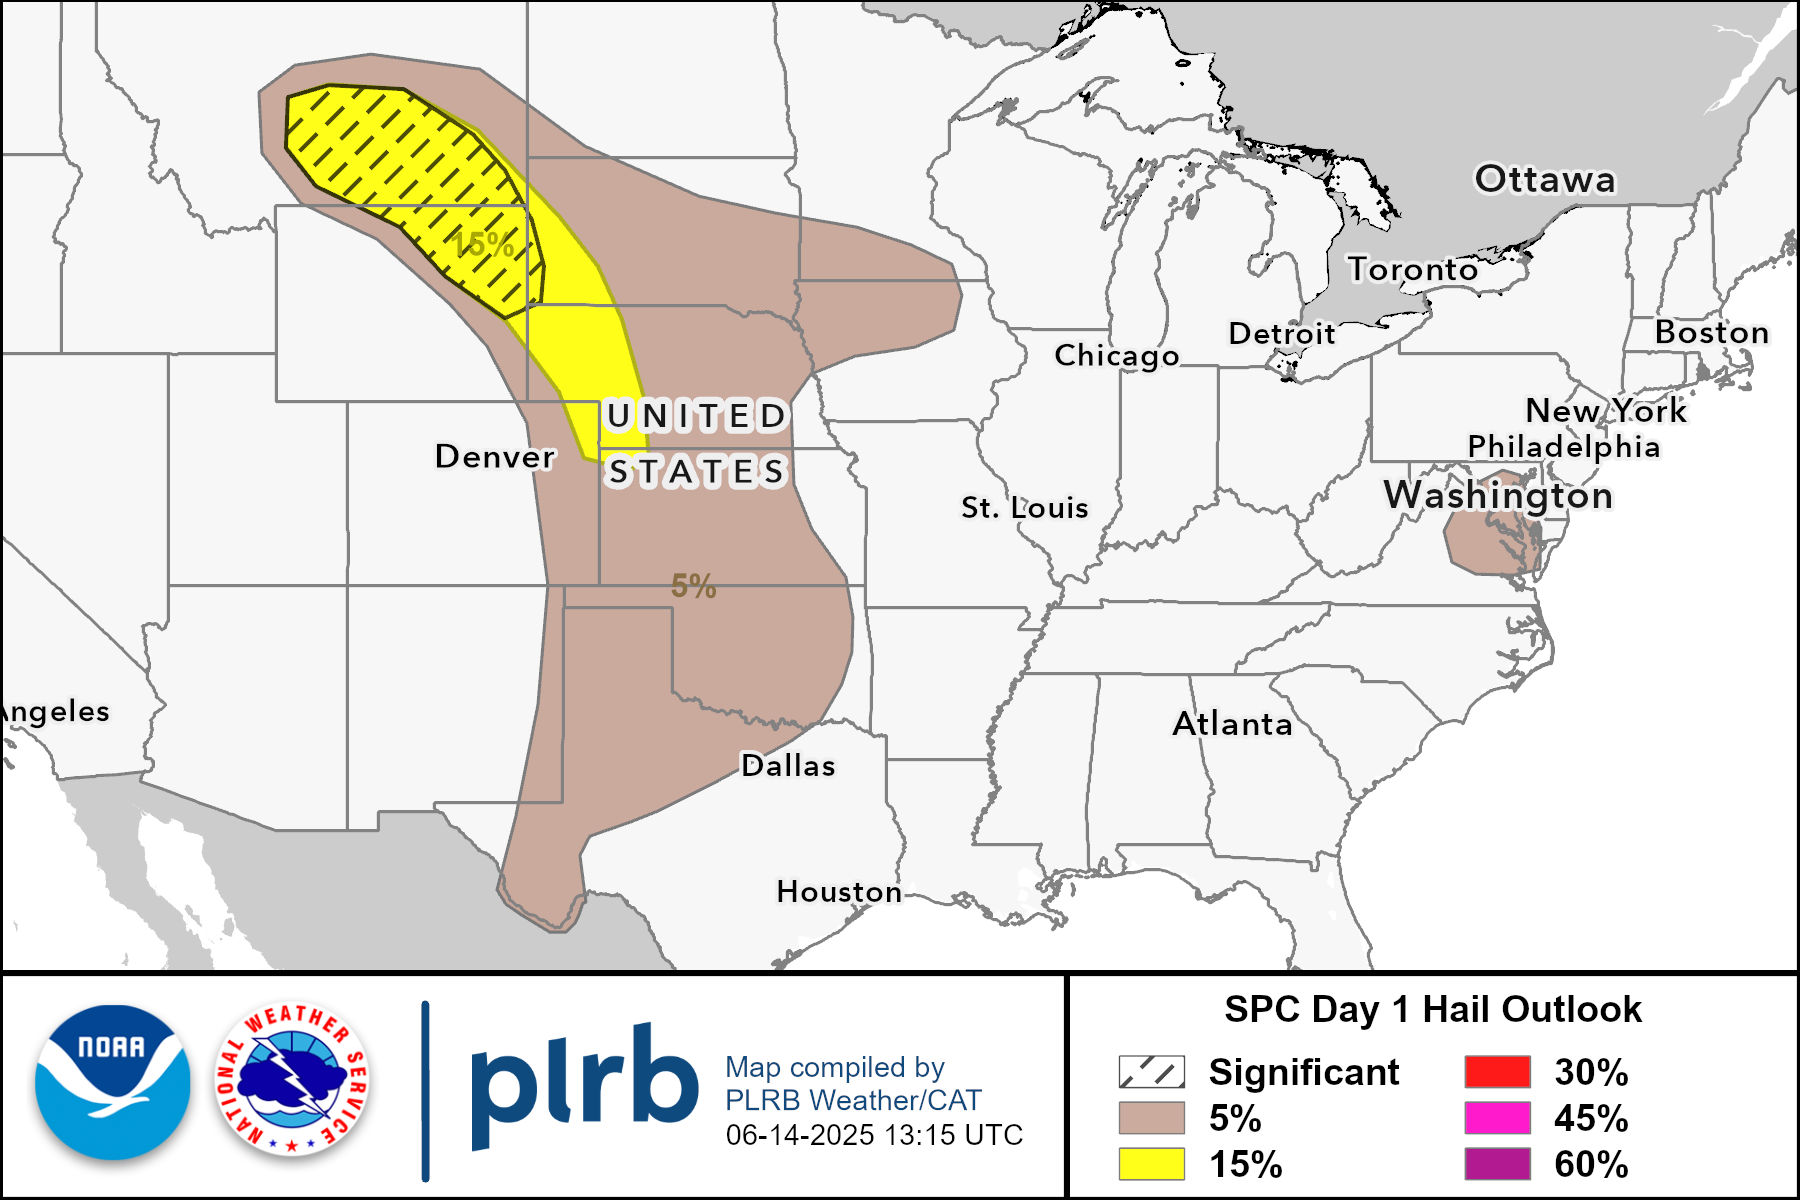 Ottawa
Toronto
15%
Detroit
Boston
Chicago
New York
UNITED
Philadelphia
Denver
STATES
Washington
St. Louis
5%
Angeles
Atlanta
Dallas
Houston
NOAA
NATIONAL WEATHER SERVICE
plrb
Map compiled by
PLRB Weather/CAT
06-14-2025 13:15 UTC
SPC Day 1 Hail Outlook
Significant
5%
15%
30%
45%
60%